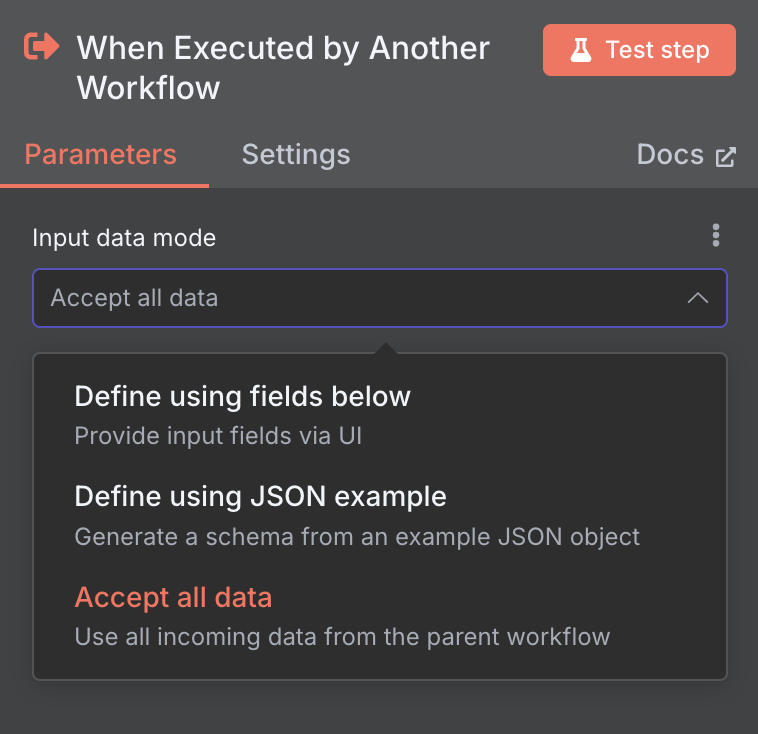 When Executed by Another
Workflow
Test step
Parameters
Settings
Docs
Input data mode
Accept all data
Define using fields below
Provide input fields via UI
Define using JSON example
Generate a schema from an example JSON object
Accept all data
Use all incoming data from the parent workflow